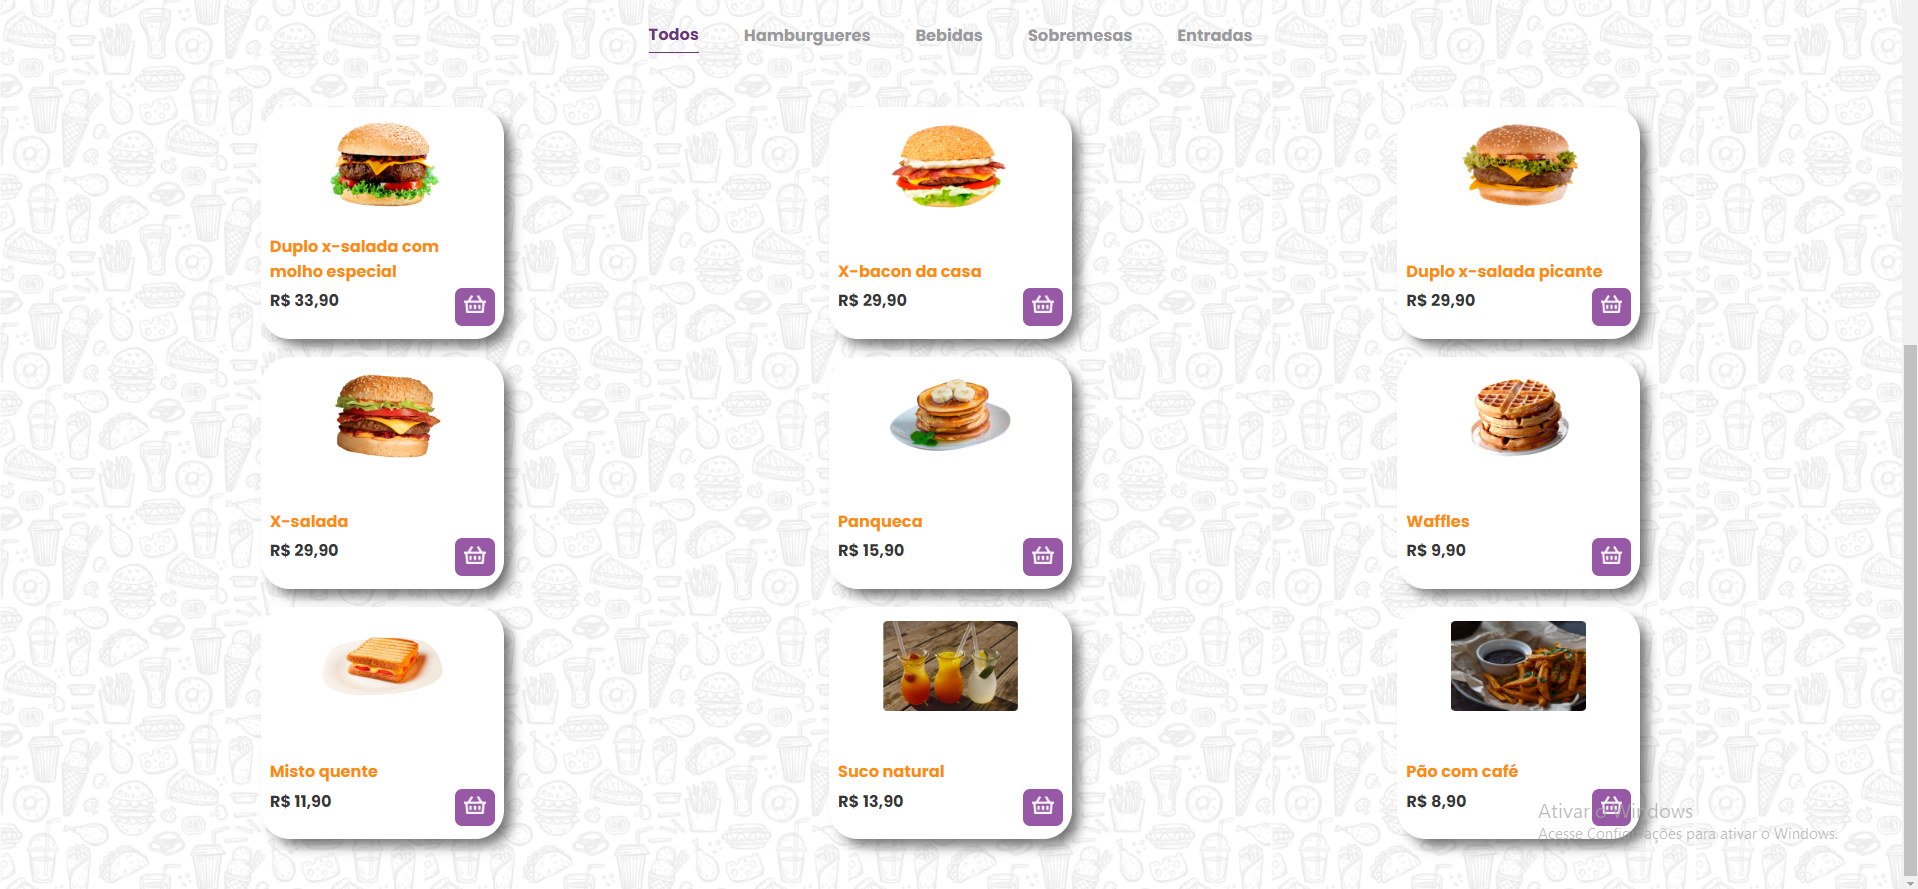 Todos Hamburgueres Bebidas Sobremesas Entradas
Duplo x-salada com
molho especial
R$ 33,90
X-bacon da casa
R$ 29,90
Duplo x-salada picante
R$ 29,90
X-salada
R$ 29,90
Panqueca
R$ 15,90
Waffles
R$ 9,90
Misto quente
R$ 11,90
Suco natural
R$ 13,90
Pão com café
R$ 8,90
Ativar o Windows
Acesse Configurações para ativar o Windows.